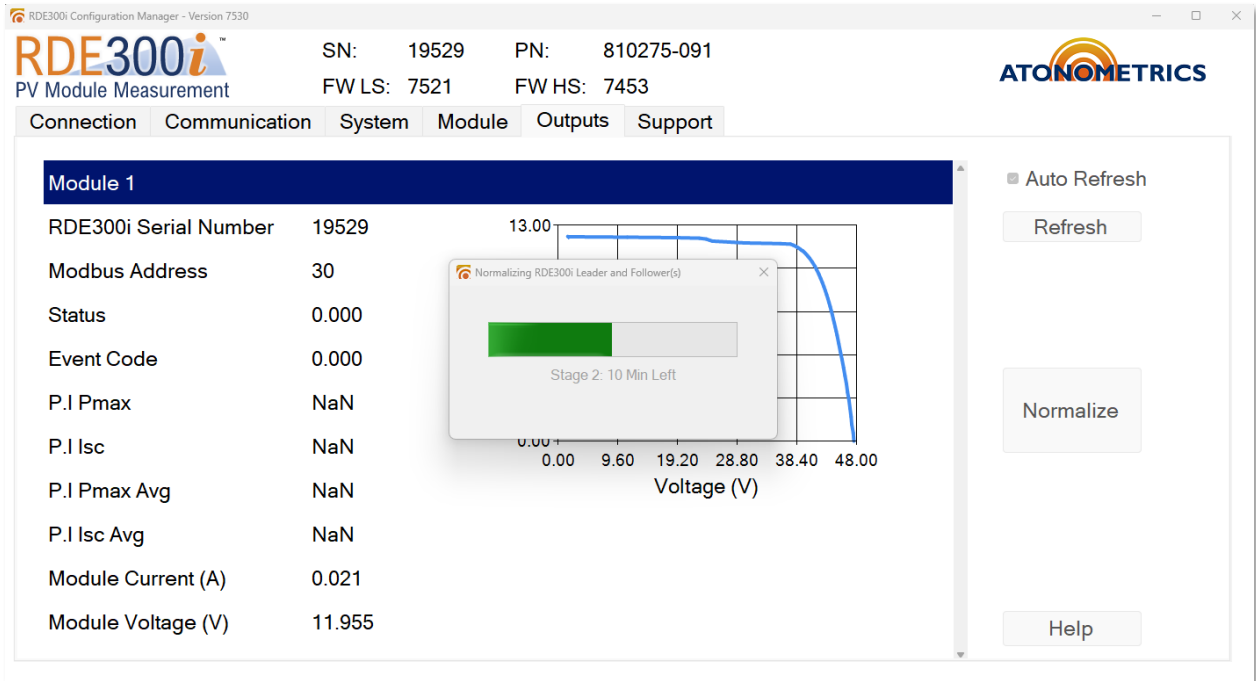 RDE300i Configuration Manager - Version 7530
RDE300i™
PV Module Measurement
SN: 19529 PN: 810275-091
FW LS: 7521 FW HS: 7453
ATONOMETRICS
Connection Communication System Module Outputs Support
Module 1
RDE300i Serial Number 19529
Modbus Address 30
Status 0.000
Event Code 0.000
P.I Pmax NaN
P.I Isc NaN
P.I Pmax Avg NaN
P.I Isc Avg NaN
Module Current (A) 0.021
Module Voltage (V) 11.955
13.00
0.00
0.00 9.60 19.20 28.80 38.40 48.00
Voltage (V)
Normalizing RDE300i Leader and Follower(s)
Stage 2: 10 Min Left
Auto Refresh
Refresh
Normalize
Help